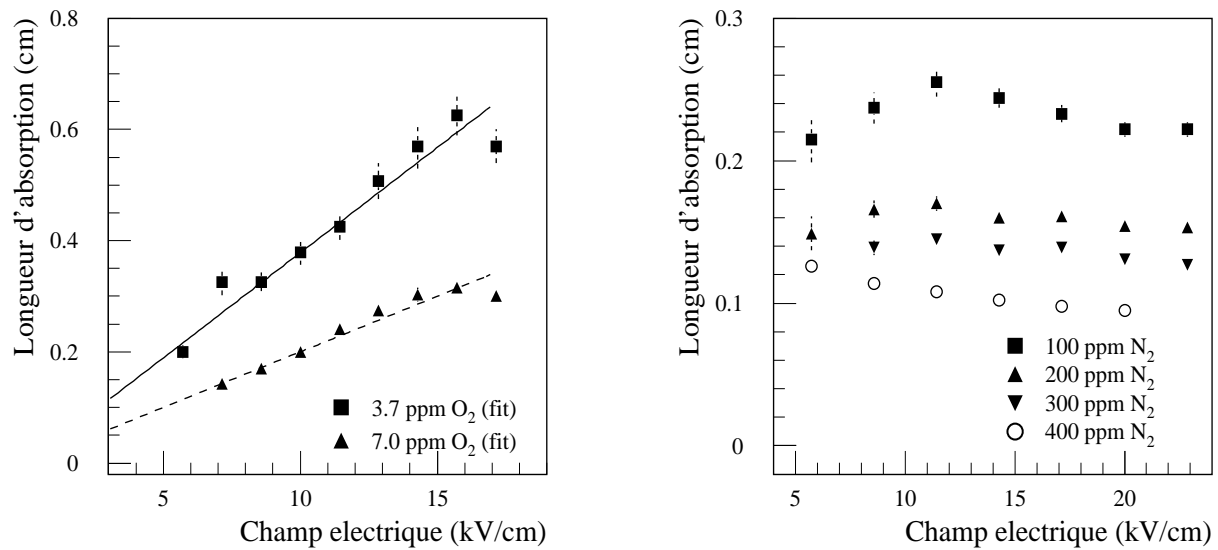 Longueur d'absorption (cm)
0.8
0.6
0.4
0.2
0
3.7 ppm O2 (fit)
7.0 ppm O2 (fit)
5
10
15
Champ electrique (kV/cm)
Longueur d'absorption (cm)
0.3
0.2
0.1
0
100 ppm N2
200 ppm N2
300 ppm N2
400 ppm N2
5
10
15
20
Champ electrique (kV/cm)